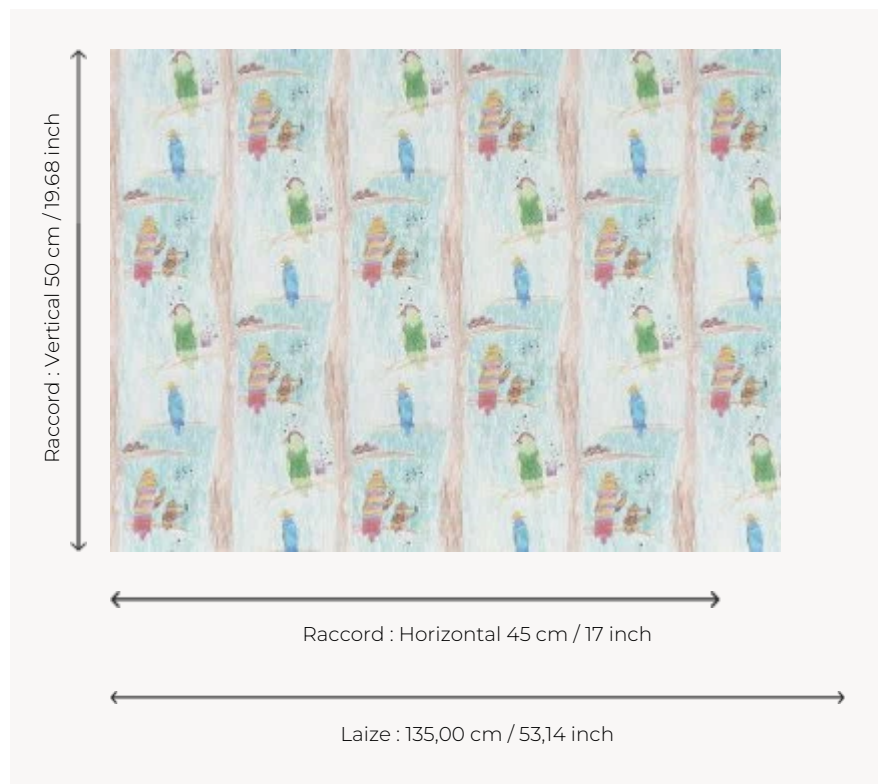 Raccord : Vertical 50 cm / 19.68 inch
Raccord : Horizontal 45 cm / 17 inch
Laize : 135,00 cm / 53,14 inch